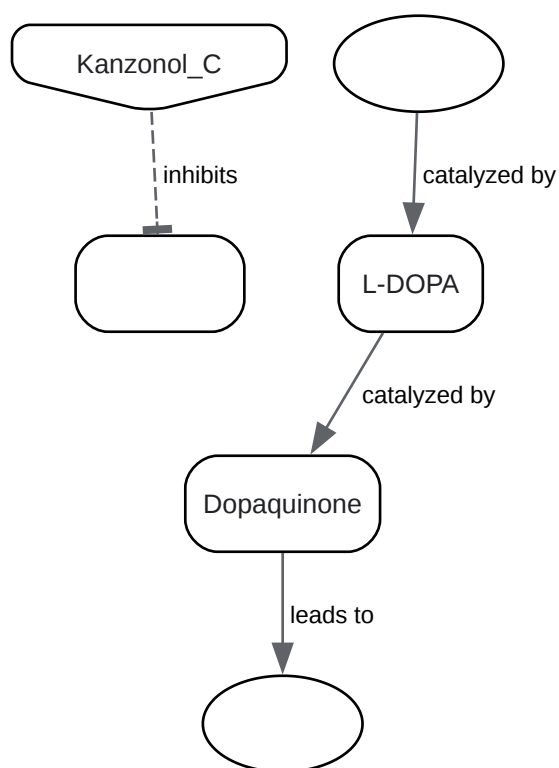 Kanzonol_C
inhibits
catalyzed by
L-DOPA
catalyzed by
Dopaquinone
leads to